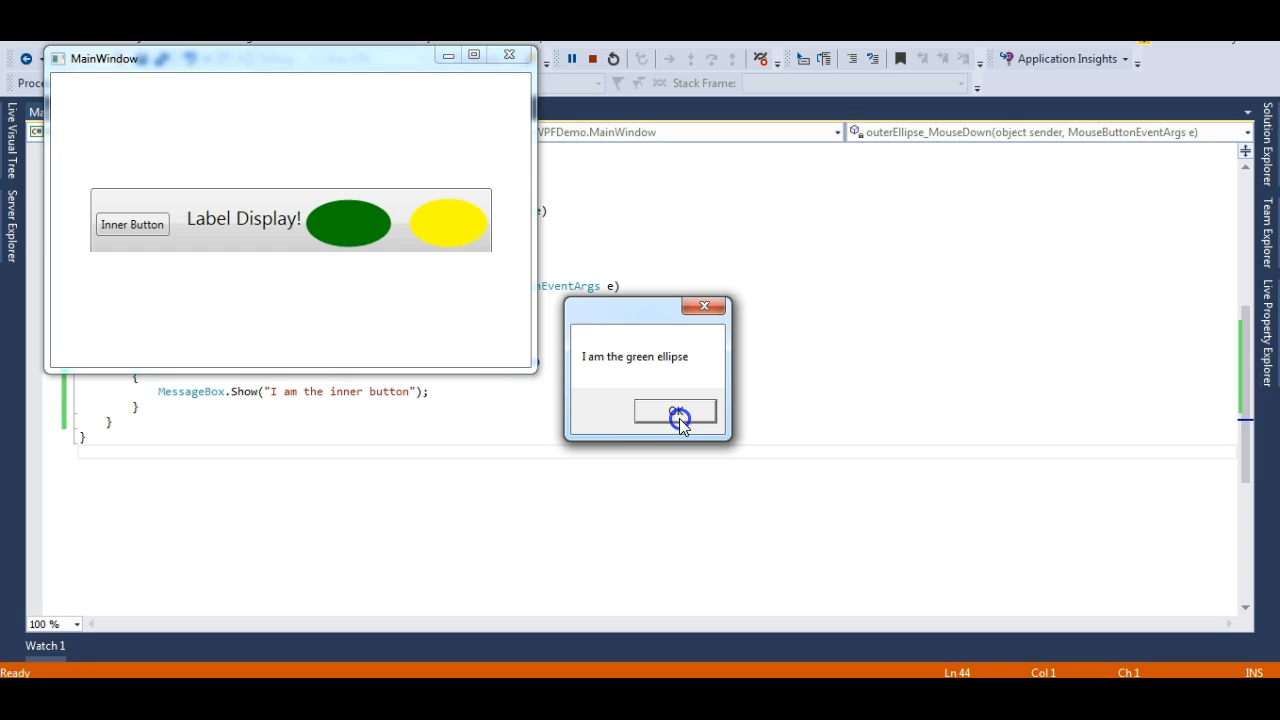 MainWindow
Application Insights
Proce
Stack Frame:
Live Visual Tree
Server Explorer
Ma
WPFDemo.MainWindow
outerEllipse_MouseDown(object sender, MouseButtonEventArgs e)
Solution Explorer
Team Explorer
Live Property Explorer
Inner Button
Label Display!
e)
nEventArgs e)
I am the green ellipse
OK
{
MessageBox.Show("I am the inner button");
}
}
}
100 %
Watch 1
Ready
Ln 44
Col 1
Ch 1
INS